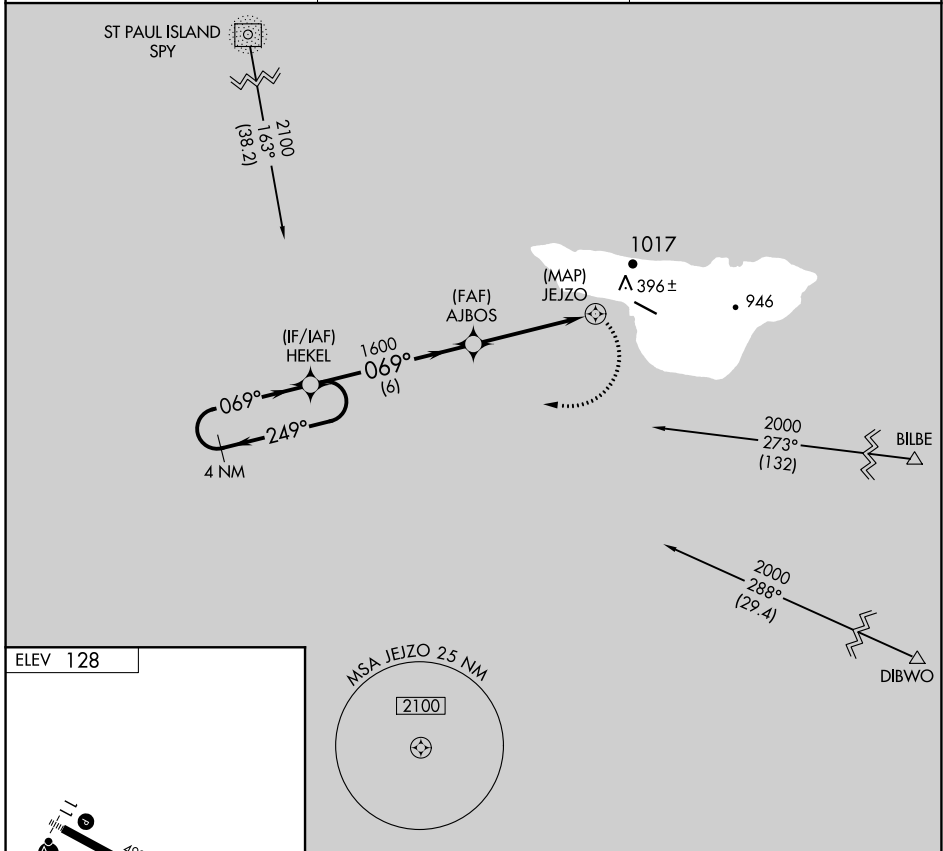 ST PAUL ISLAND
SPY
2100
163°
(38.2)
1017
396±
946
(MAP)
JEJZO
(FAF)
AJBOS
(IF/IAF)
HEKEL
1600
069°
(6)
069°
249°
4 NM
2000
273°
(132)
BILBE
2000
288°
(29.4)
DIBWO
ELEV 128
MSA JEJZO 25 NM
2100
11
P